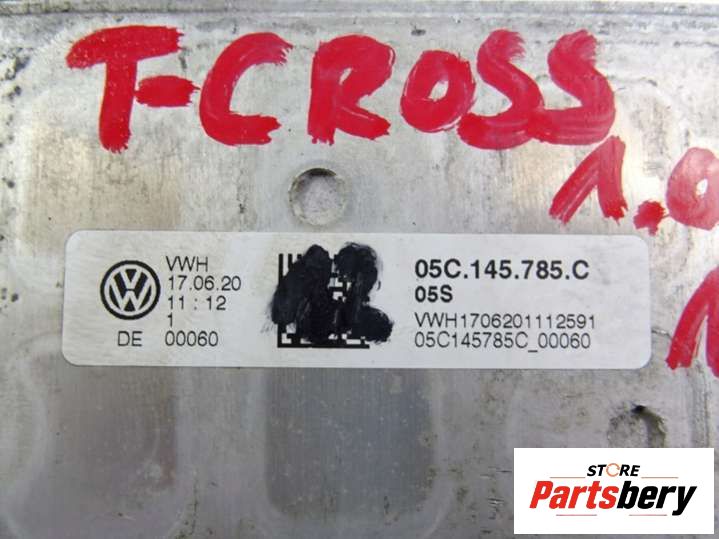 T-CROSS
1.0
VWH
17.06.20
11 : 12
1
DE 00060
05C.145.785.C
05S
VWH1706201112591
05C145785C_00060
STORE
Partsbery